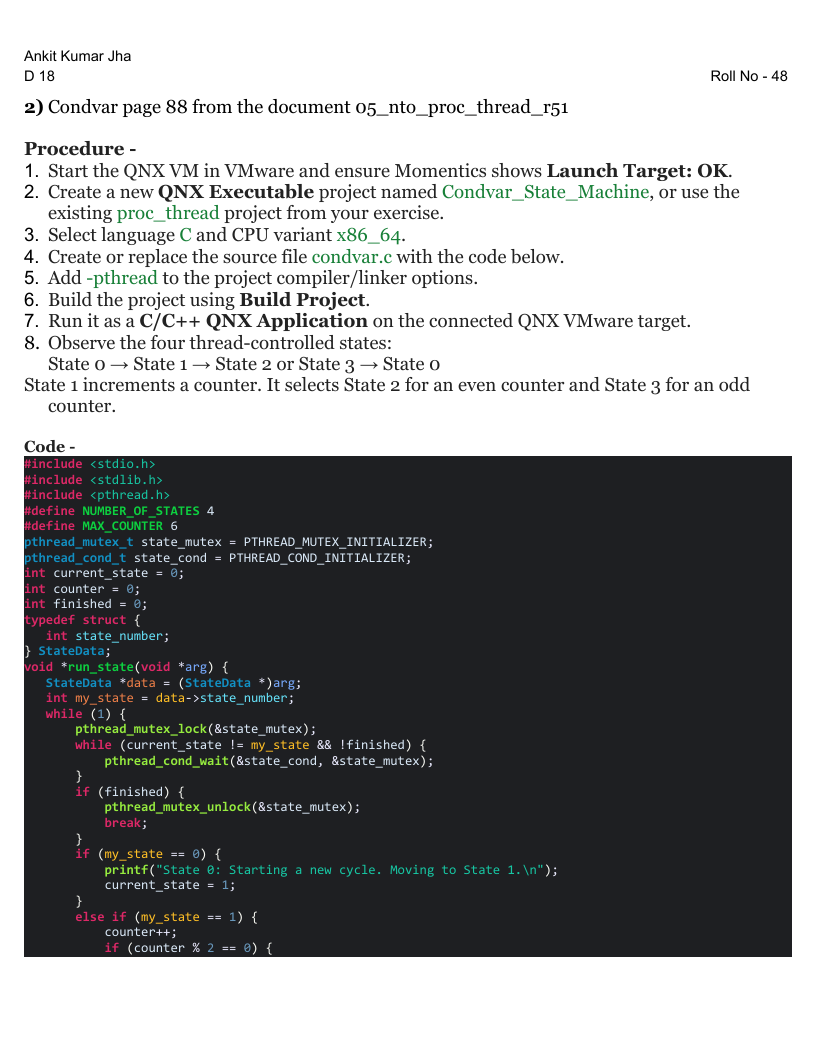 Ankit Kumar Jha
D 18 Roll No - 48
2) Condvar page 88 from the document 05_nto_proc_thread_r51
Procedure -
1. Start the QNX VM in VMware and ensure Momentics shows Launch Target: OK.
2. Create a new QNX Executable project named Condvar_State_Machine, or use the
existing proc_thread project from your exercise.
3. Select language C and CPU variant x86_64.
4. Create or replace the source file condvar.c with the code below.
5. Add -pthread to the project compiler/linker options.
6. Build the project using Build Project.
7. Run it as a C/C++ QNX Application on the connected QNX VMware target.
8. Observe the four thread-controlled states:
State 0 → State 1 → State 2 or State 3 → State 0
State 1 increments a counter. It selects State 2 for an even counter and State 3 for an odd
counter.
Code -
#include <stdio.h>
#include <stdlib.h>
#include <pthread.h>
#define NUMBER_OF_STATES 4
#define MAX_COUNTER 6
pthread_mutex_t state_mutex = PTHREAD_MUTEX_INITIALIZER;
pthread_cond_t state_cond = PTHREAD_COND_INITIALIZER;
int current_state = 0;
int counter = 0;
int finished = 0;
typedef struct {
int state_number;
} StateData;
void *run_state(void *arg) {
StateData *data = (StateData *)arg;
int my_state = data->state_number;
while (1) {
pthread_mutex_lock(&state_mutex);
while (current_state != my_state && !finished) {
pthread_cond_wait(&state_cond, &state_mutex);
}
if (finished) {
pthread_mutex_unlock(&state_mutex);
break;
}
if (my_state == 0) {
printf("State 0: Starting a new cycle. Moving to State 1.\n");
current_state = 1;
}
else if (my_state == 1) {
counter++;
if (counter % 2 == 0) {